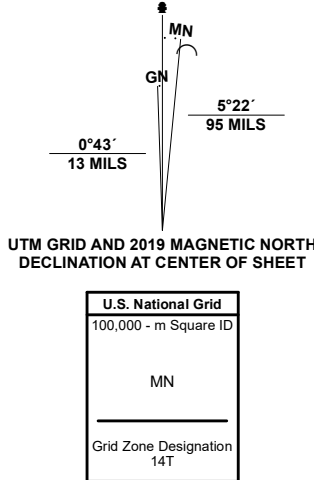 MN
GN
5°22´
95 MILS
0°43´
13 MILS
UTM GRID AND 2019 MAGNETIC NORTH
DECLINATION AT CENTER OF SHEET
U.S. National Grid
100,000 - m Square ID
MN
Grid Zone Designation
14T